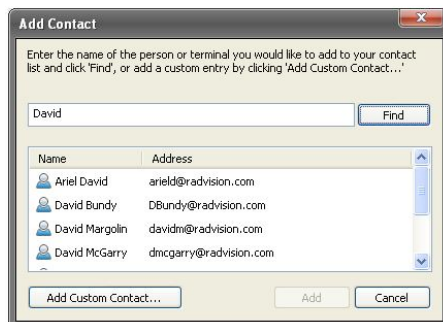 Add Contact
Enter the name of the person or terminal you would like to add to your contact
list and click 'Find', or add a custom entry by clicking 'Add Custom Contact...'
David
Find
Name Address
Ariel David arield@radvision.com
David Bundy DBundy@radvision.com
David Margolin davidm@radvision.com
David McGarry dmcgarry@radvision.com
Add Custom Contact...
Add
Cancel